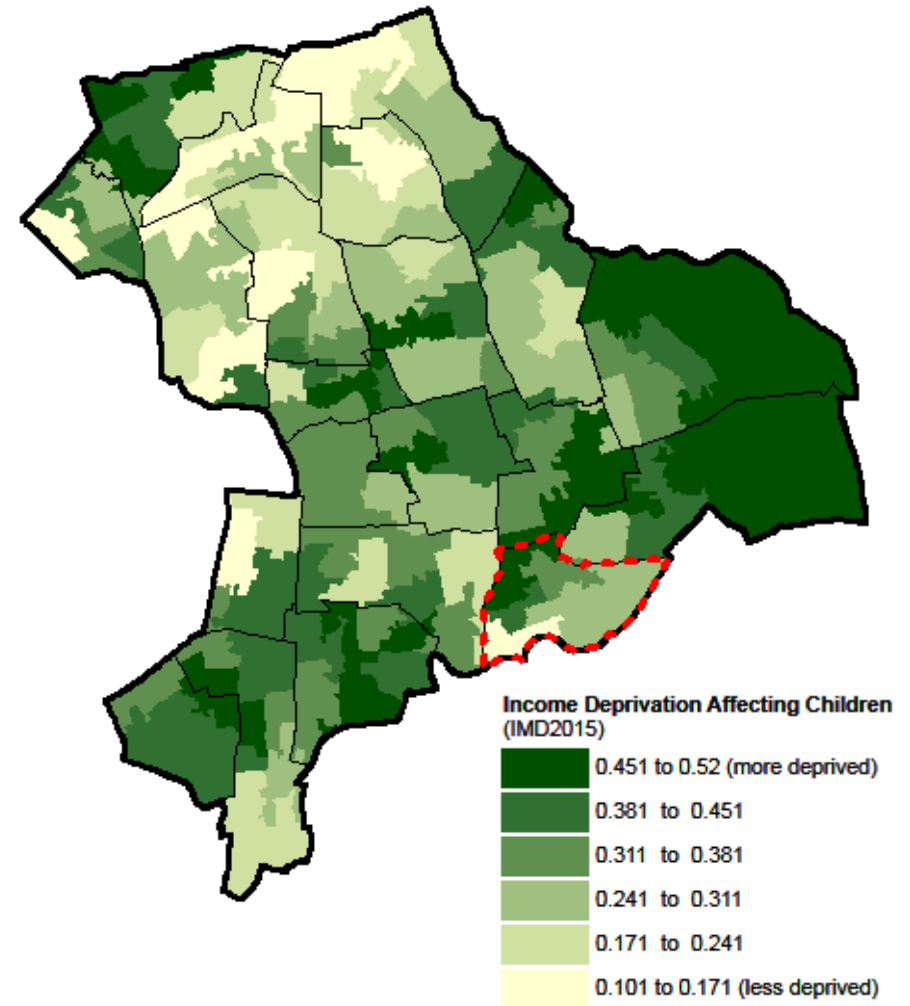 Income Deprivation Affecting Children
(IMD2015)
0.451 to 0.52 (more deprived)
0.381 to 0.451
0.311 to 0.381
0.241 to 0.311
0.171 to 0.241
0.101 to 0.171 (less deprived)